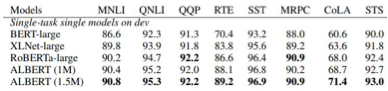 Models MNLI QNLI QQP RTE SST MRPC CoLA STS
Single-task single models on dev
BERT-large 86.6 92.3 91.3 70.4 93.2 88.0 60.6 90.0
XLNet-large 89.8 93.9 91.8 83.8 95.6 89.2 63.6 91.8
RoBERTa-large 90.2 94.7 92.2 86.6 96.4 90.9 68.0 92.4
ALBERT (1M) 90.4 95.2 92.0 88.1 96.8 90.2 68.7 92.7
ALBERT (1.5M) 90.8 95.3 92.2 89.2 96.9 90.9 71.4 93.0